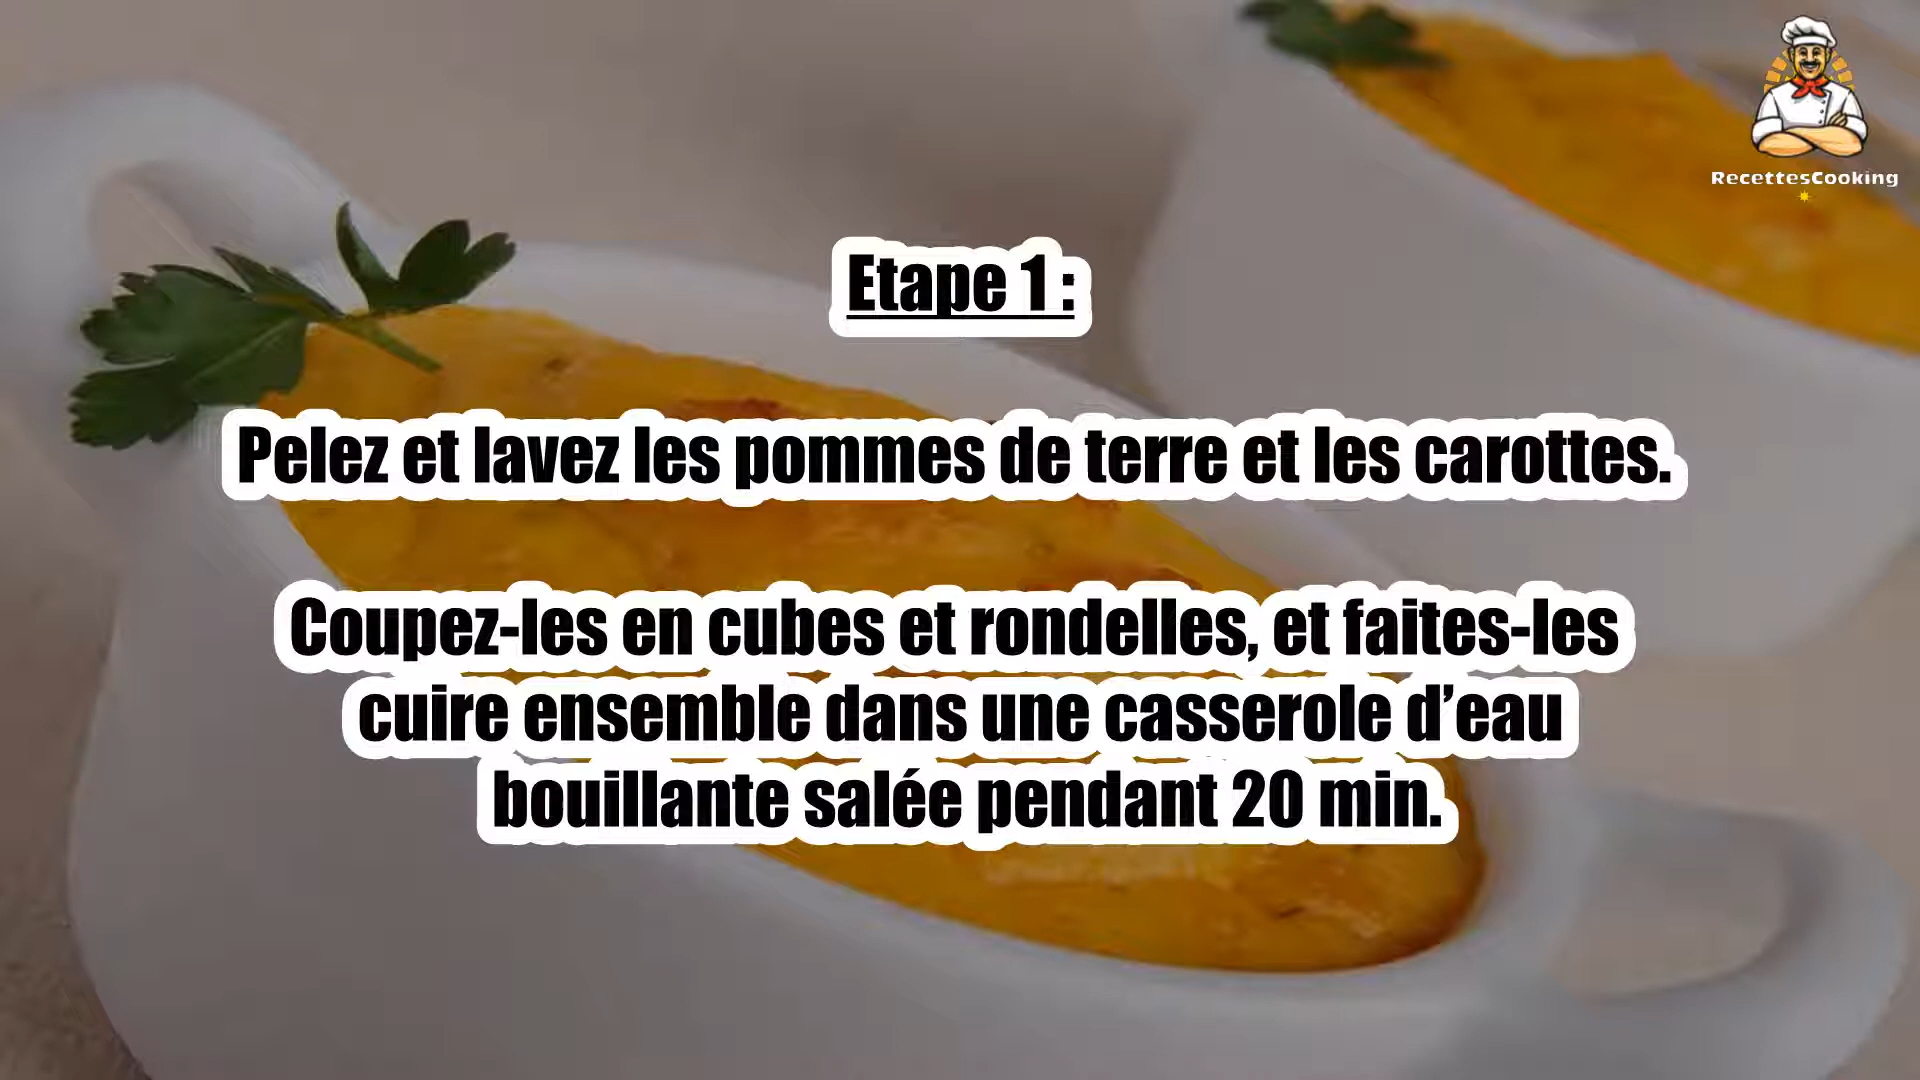 RecettesCooking
Etape 1 :
Pelez et lavez les pommes de terre et les carottes.
Coupez-les en cubes et rondelles, et faites-les
cuire ensemble dans une casserole d’eau
bouillante salée pendant 20 min.